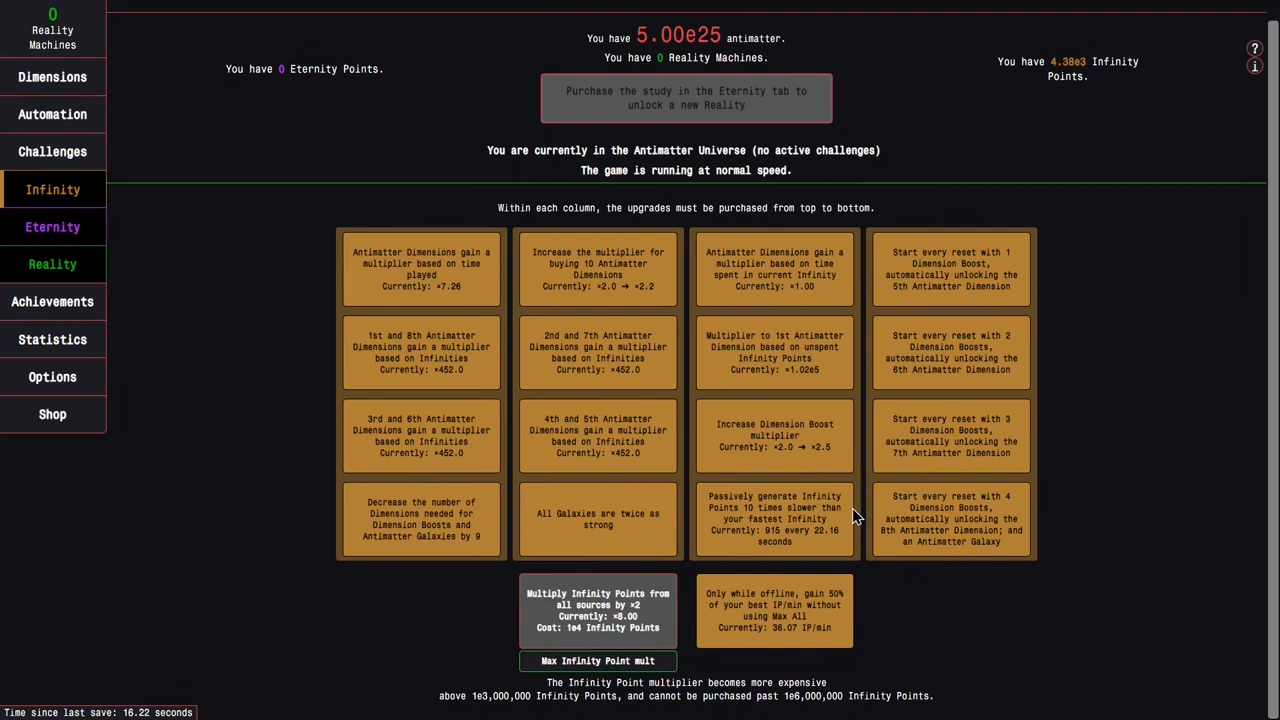 0
Reality
Machines
Dimensions
Automation
Challenges
Infinity
Eternity
Reality
Achievements
Statistics
Options
Shop
You have 5.00e25 antimatter.
You have 0 Reality Machines.
You have 0 Eternity Points.
You have 4.38e3 Infinity
Points.
?
i
Purchase the study in the Eternity tab to
unlock a new Reality
You are currently in the Antimatter Universe (no active challenges)
The game is running at normal speed.
Within each column, the upgrades must be purchased from top to bottom.
Antimatter Dimensions gain a
multiplier based on time
played
Currently: ×7.26
Increase the multiplier for
buying 10 Antimatter
Dimensions
Currently: ×2.0 ➜ ×2.2
Antimatter Dimensions gain a
multiplier based on time
spent in current Infinity
Currently: ×1.00
Start every reset with 1
Dimension Boost,
automatically unlocking the
5th Antimatter Dimension
1st and 8th Antimatter
Dimensions gain a multiplier
based on Infinities
Currently: ×452.0
2nd and 7th Antimatter
Dimensions gain a multiplier
based on Infinities
Currently: ×452.0
Multiplier to 1st Antimatter
Dimension based on unspent
Infinity Points
Currently: ×1.02e5
Start every reset with 2
Dimension Boosts,
automatically unlocking the
6th Antimatter Dimension
3rd and 6th Antimatter
Dimensions gain a multiplier
based on Infinities
Currently: ×452.0
4th and 5th Antimatter
Dimensions gain a multiplier
based on Infinities
Currently: ×452.0
Increase Dimension Boost
multiplier
Currently: ×2.0 ➜ ×2.5
Start every reset with 3
Dimension Boosts,
automatically unlocking the
7th Antimatter Dimension
Decrease the number of
Dimensions needed for
Dimension Boosts and
Antimatter Galaxies by 9
All Galaxies are twice as
strong
Passively generate Infinity
Points 10 times slower than
your fastest Infinity
Currently: 915 every 22.16
seconds
Start every reset with 4
Dimension Boosts,
automatically unlocking the
8th Antimatter Dimension; and
an Antimatter Galaxy
Multiply Infinity Points from
all sources by ×2
Currently: ×8.00
Cost: 1e4 Infinity Points
Max Infinity Point mult
Only while offline, gain 50%
of your best IP/min without
using Max All
Currently: 36.07 IP/min
The Infinity Point multiplier becomes more expensive
above 1e3,000,000 Infinity Points, and cannot be purchased past 1e6,000,000 Infinity Points.
Time since last save: 16.22 seconds